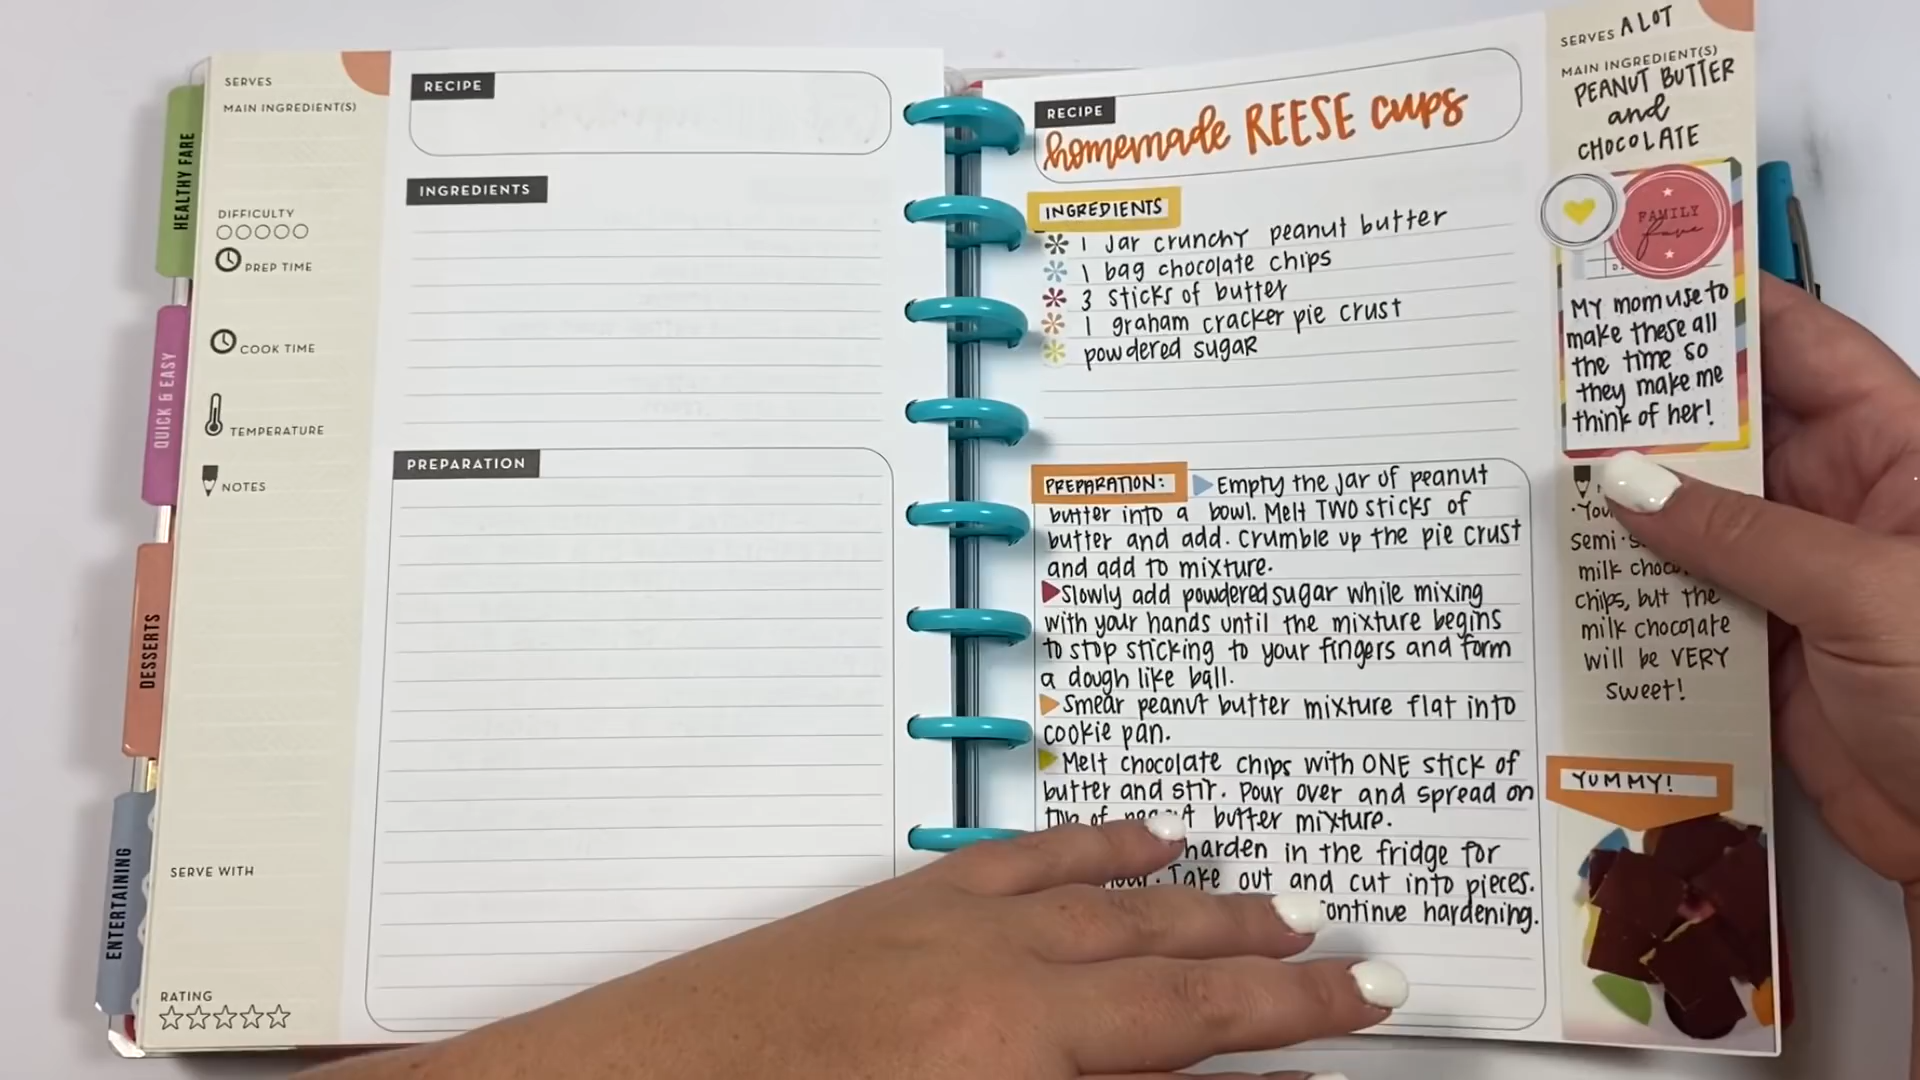 HEALTHY FARE
QUICK & EASY
DESSERTS
ENTERTAINING
SERVES
MAIN INGREDIENT(S)
DIFFICULTY
PREP TIME
COOK TIME
TEMPERATURE
NOTES
SERVE WITH
RATING
RECIPE
INGREDIENTS
PREPARATION
RECIPE
homemade REESE cups
INGREDIENTS
1 Jar crunchy peanut butter
1 bag chocolate chips
3 sticks of butter
1 graham cracker pie crust
powdered sugar
PREPARATION: Empty the jar of peanut
butter into a bowl. Melt TWO sticks of
butter and add. Crumble up the pie crust
and add to mixture.
Slowly add powdered sugar while mixing
with your hands until the mixture begins
to stop sticking to your fingers and form
a dough like ball.
Smear peanut butter mixture flat into
cookie pan.
Melt chocolate chips with ONE stick of
butter and stir. Pour over and spread on
top of peanut butter mixture.
harden in the fridge for
hour. Take out and cut into pieces.
continue hardening.
SERVES A LOT
MAIN INGREDIENT(S)
PEANUT BUTTER
and
CHOCOLATE
FAMILY
fave
My mom use to
make these all
the time so
they make me
think of her!
milk
chips, but the
milk chocolate
will be VERY
sweet!
YUMMY!